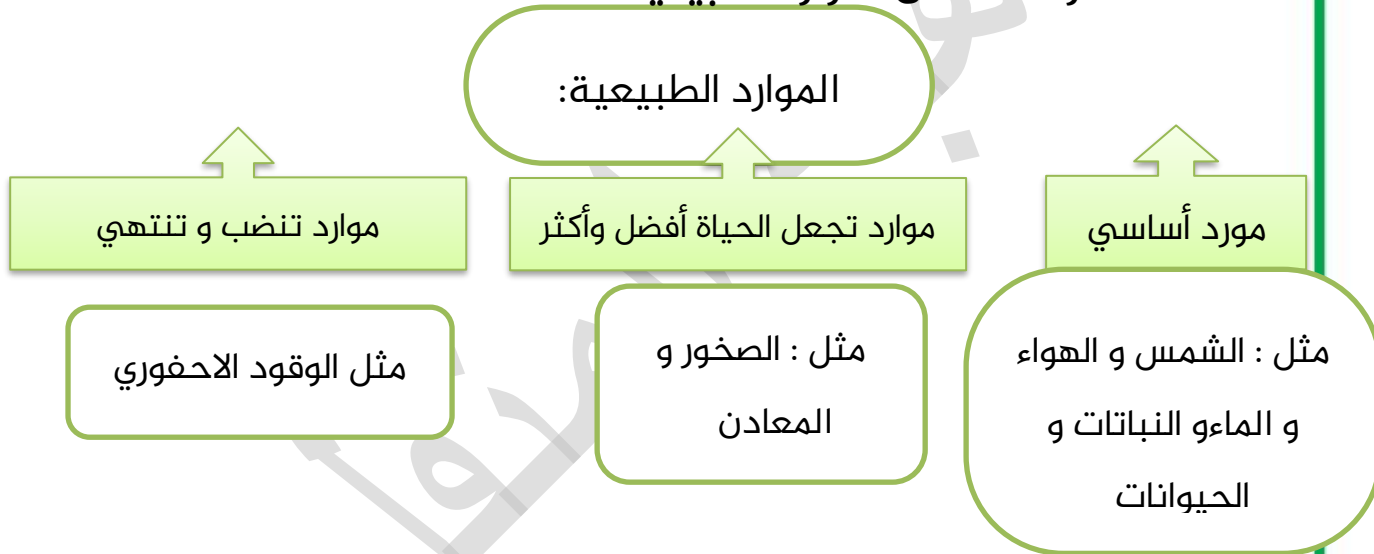 الموارد الطبيعية:
مورد أساسي
موارد تجعل الحياة أفضل وأكثر
موارد تنضب و تنتهي
مثل : الشمس و الهواء
و الماءو النباتات و
الحيوانات
مثل : الصخور و
المعادن
مثل الوقود الاحفوري